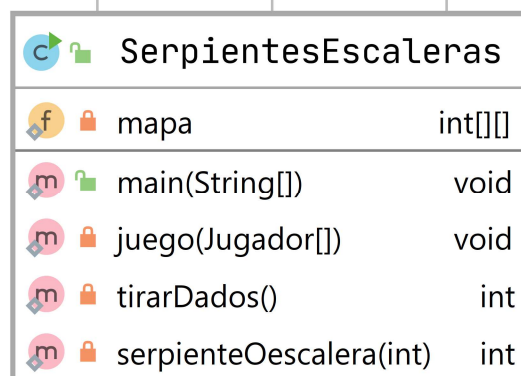 SerpientesEscaleras
f mapa int[][]
m main(String[]) void
m juego(Jugador[]) void
m tirarDados() int
m serpienteOescalera(int) int